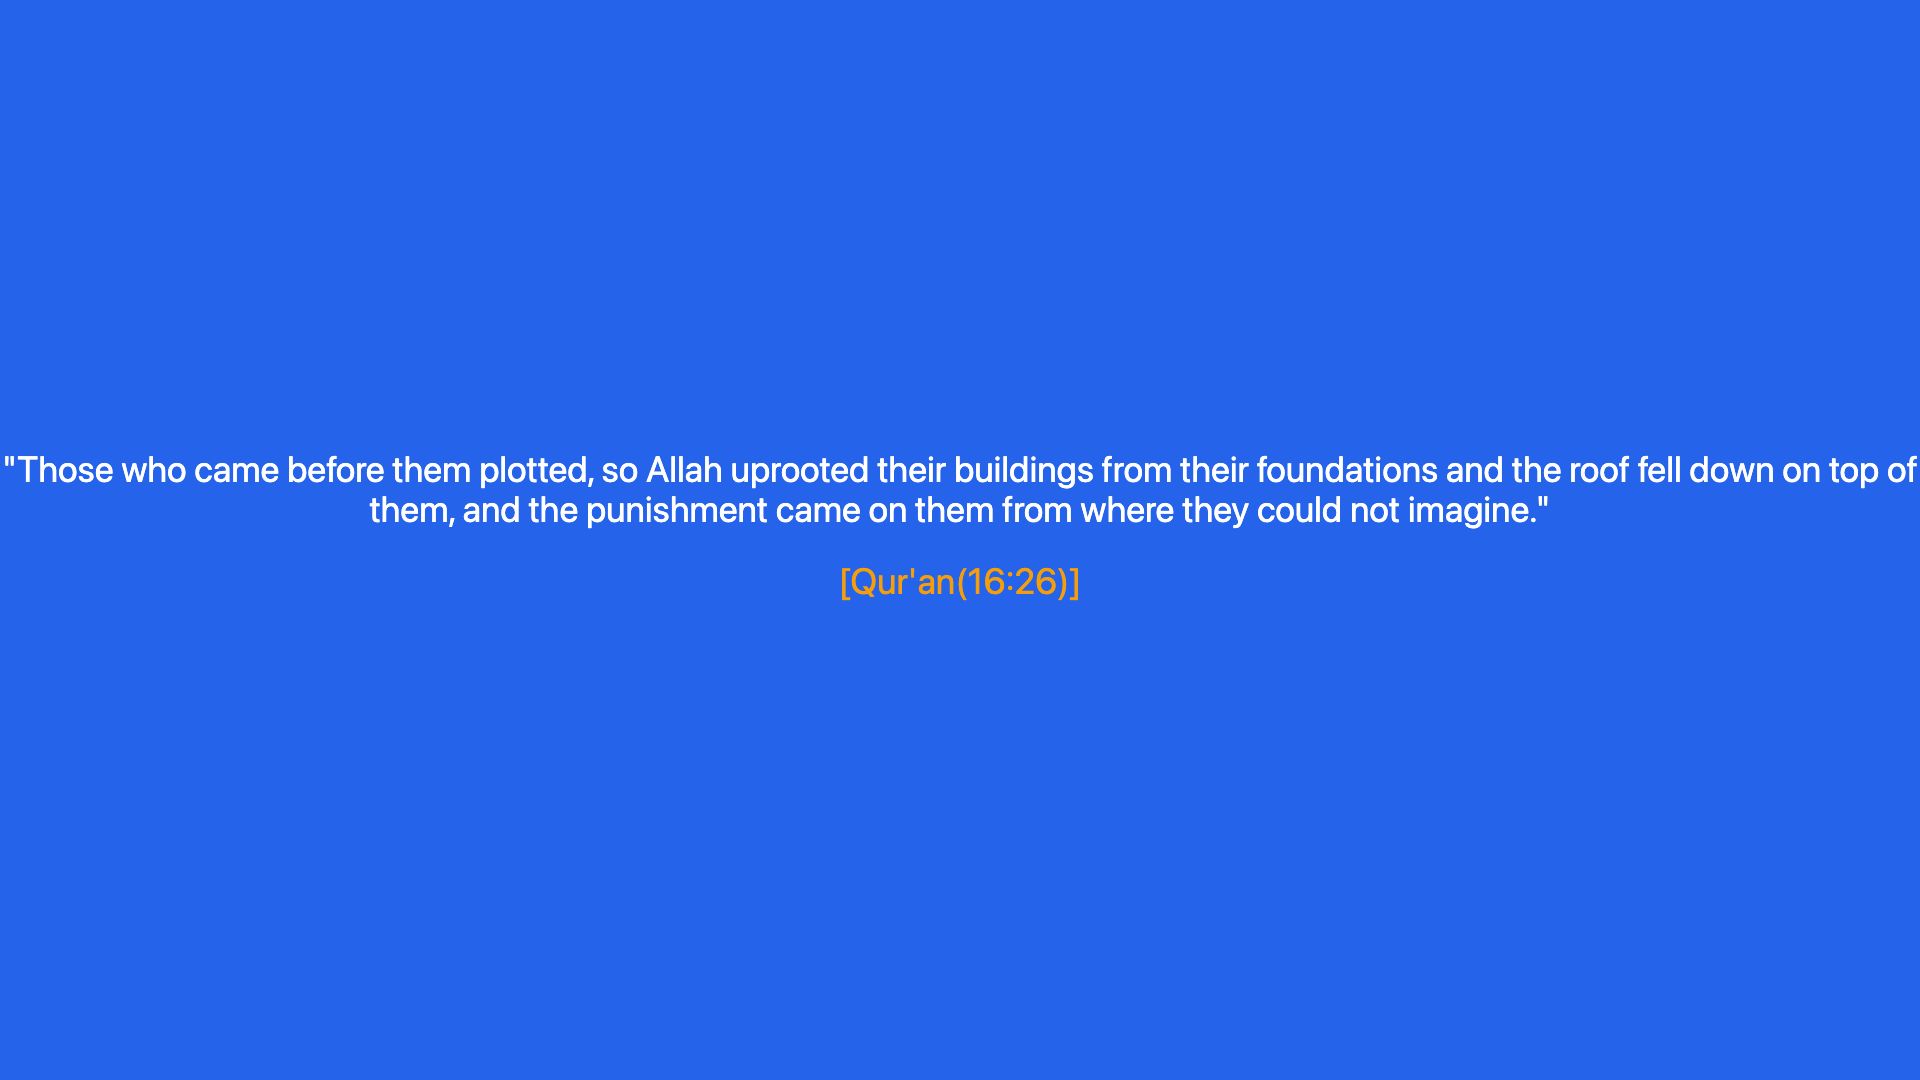 "Those who came before them plotted, so Allah uprooted their buildings from their foundations and the roof fell down on top of
them, and the punishment came on them from where they could not imagine."
[Qur'an(16:26)]